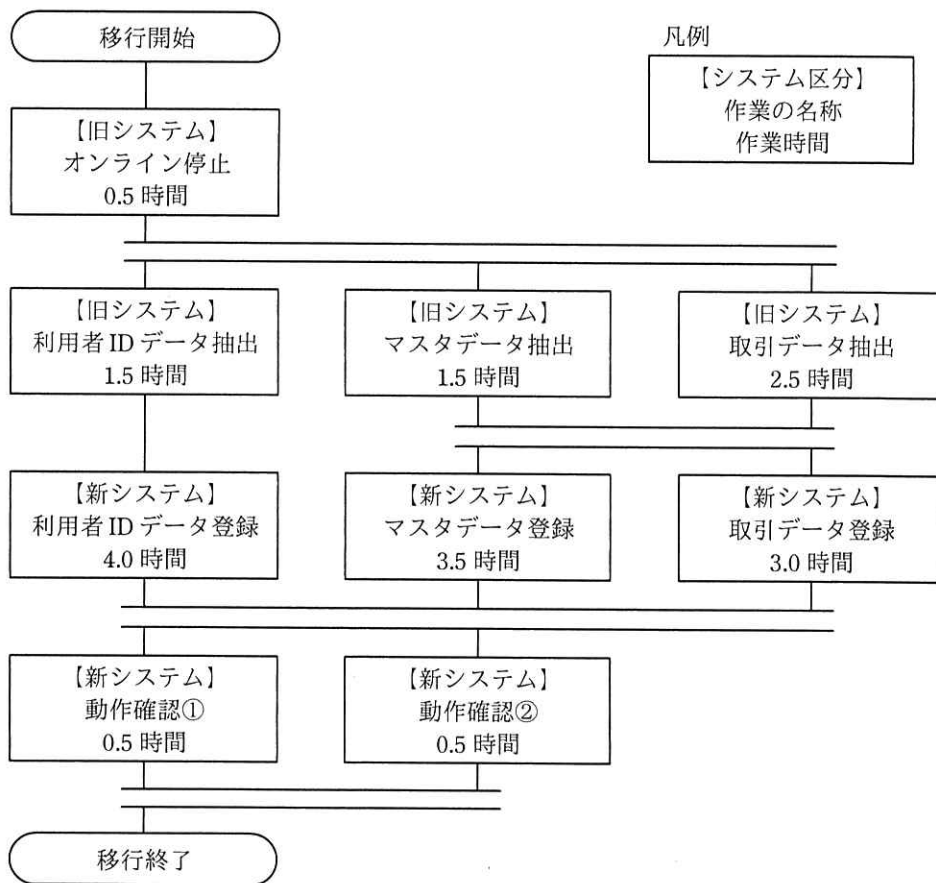 移行開始
凡例
【システム区分】
作業の名称
作業時間
【旧システム】
オンライン停止
0.5 時間
【旧システム】
利用者 ID データ抽出
1.5 時間
【旧システム】
マスタデータ抽出
1.5 時間
【旧システム】
取引データ抽出
2.5 時間
【新システム】
利用者 ID データ登録
4.0 時間
【新システム】
マスタデータ登録
3.5 時間
【新システム】
取引データ登録
3.0 時間
【新システム】
動作確認①
0.5 時間
【新システム】
動作確認②
0.5 時間
移行終了